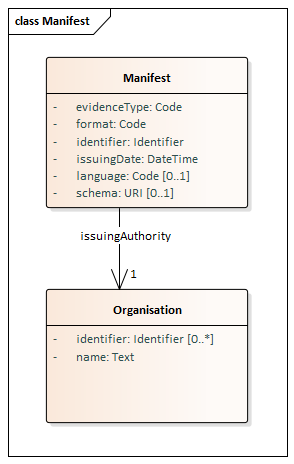 class Manifest
Manifest
- evidenceType: Code
- format: Code
- identifier: Identifier
- issuingDate: DateTime
- language: Code [0..1]
- schema: URI [0..1]
issuingAuthority
1
Organisation
- identifier: Identifier [0..*]
- name: Text